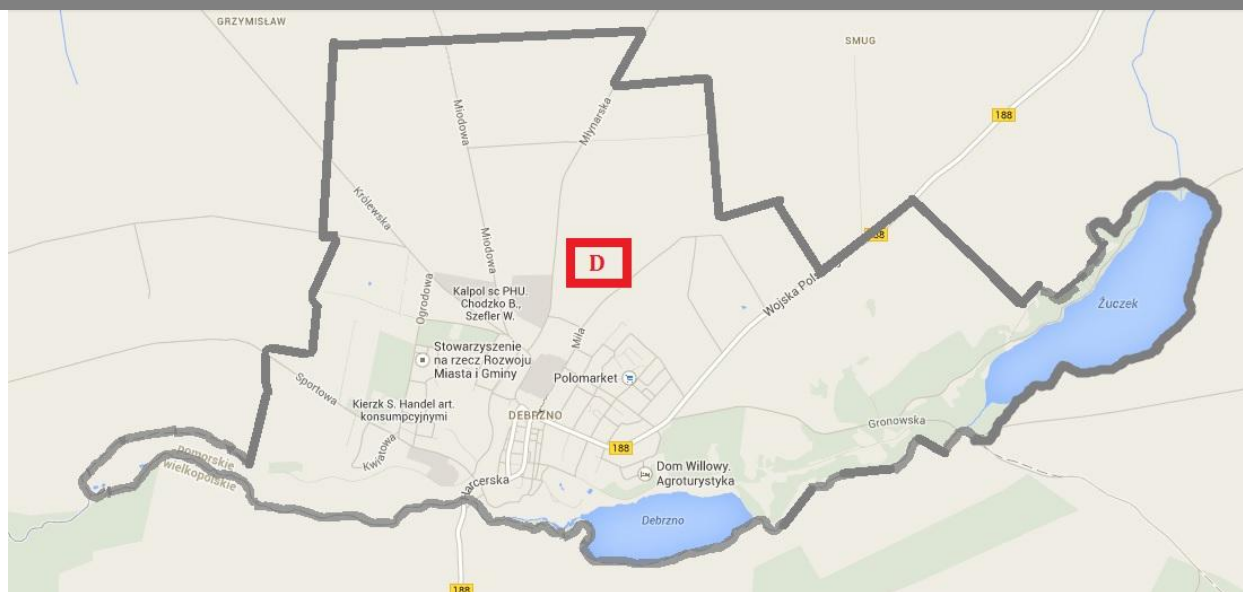 GRZYMISŁAW
SMUG
188
Miodowa
Młynarska
Królewska
Miodowa
188
D
Wojska
Żuczek
Ogrodowa
Kalpol sc PHU.
Chodzko B.,
Szefler W.
Miła
Stowarzyszenie
na rzecz Rozwoju
Miasta i Gminy
Polomarket
Sportowa
Kierzk S. Handel art.
konsumpcyjnymi
DEBRZNO
Gronowska
188
Kwiatowa
Pomorskie
wielkopolskie
Dom Willowy.
Agroturystyka
Debrzno
188